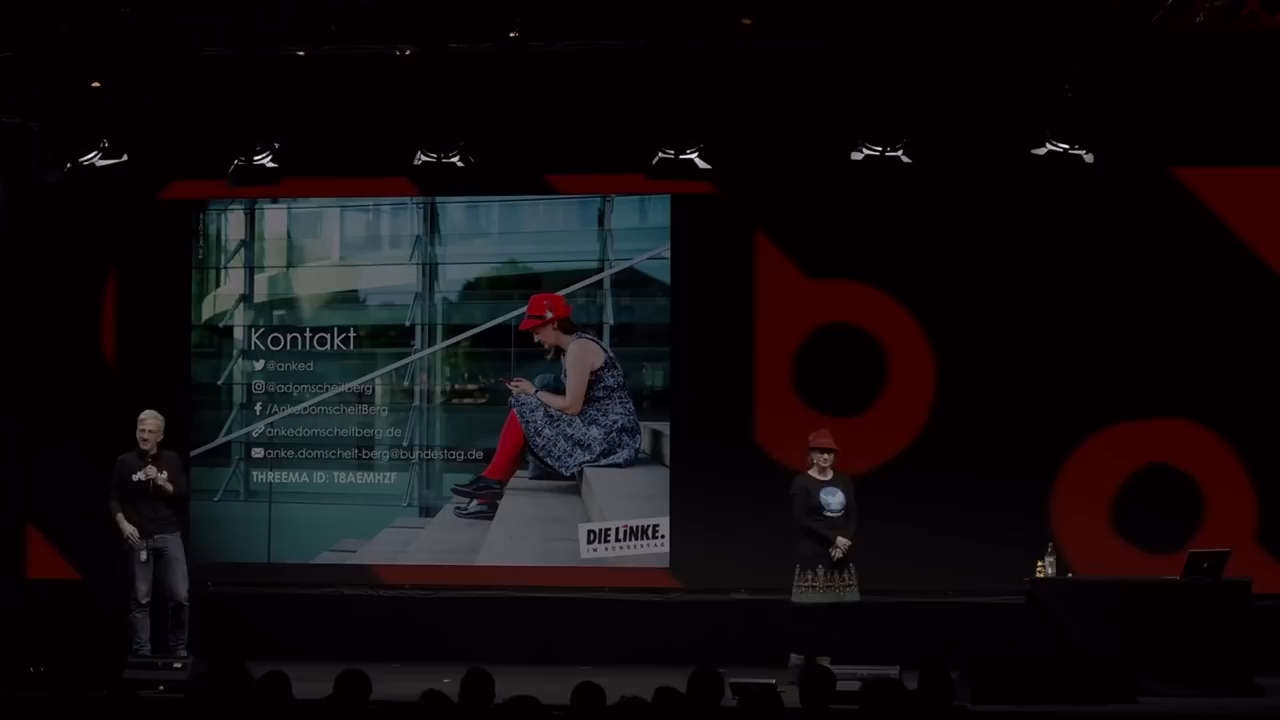 Kontakt
@anked
@adomscheitberg
/AnkeDomscheitBerg
ankedomscheitberg.de
anke.domscheit-berg@bundestag.de
THREEMA ID: T8AEMHZF
DIE LINKE.
IM BUNDESTAG